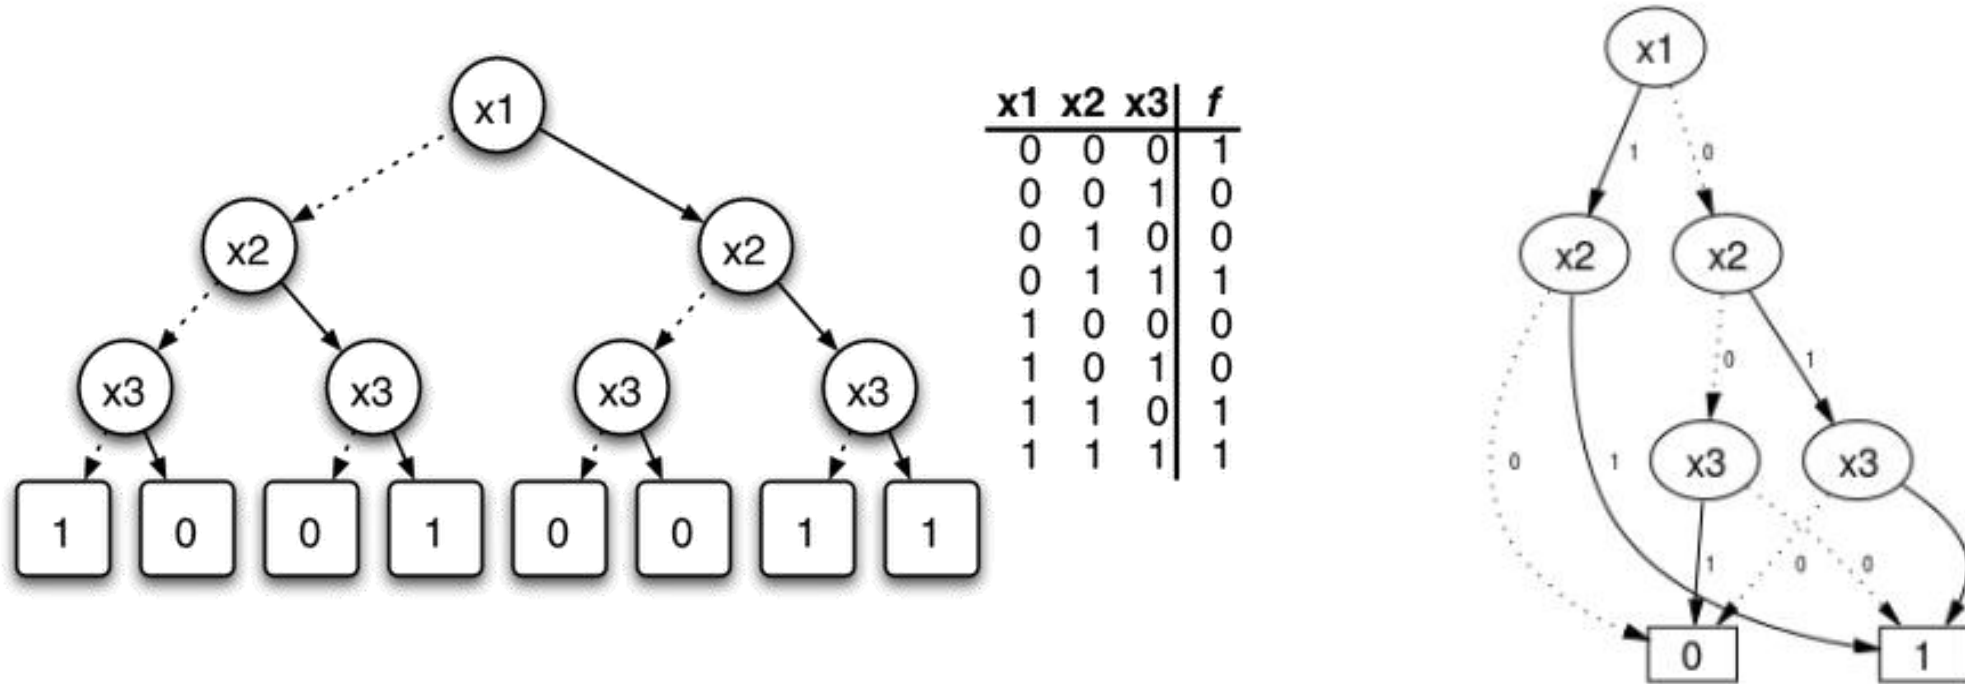 x1
x2 x2
x3 x3 x3 x3
1 0 0 1 0 0 1 1
x1 x2 x3 f
0 0 0 1
0 0 1 0
0 1 0 0
0 1 1 1
1 0 0 0
1 0 1 0
1 1 0 1
1 1 1 1
x1
1 0
x2 x2
0 1
0 1 x3 x3
1 0 0
0 1